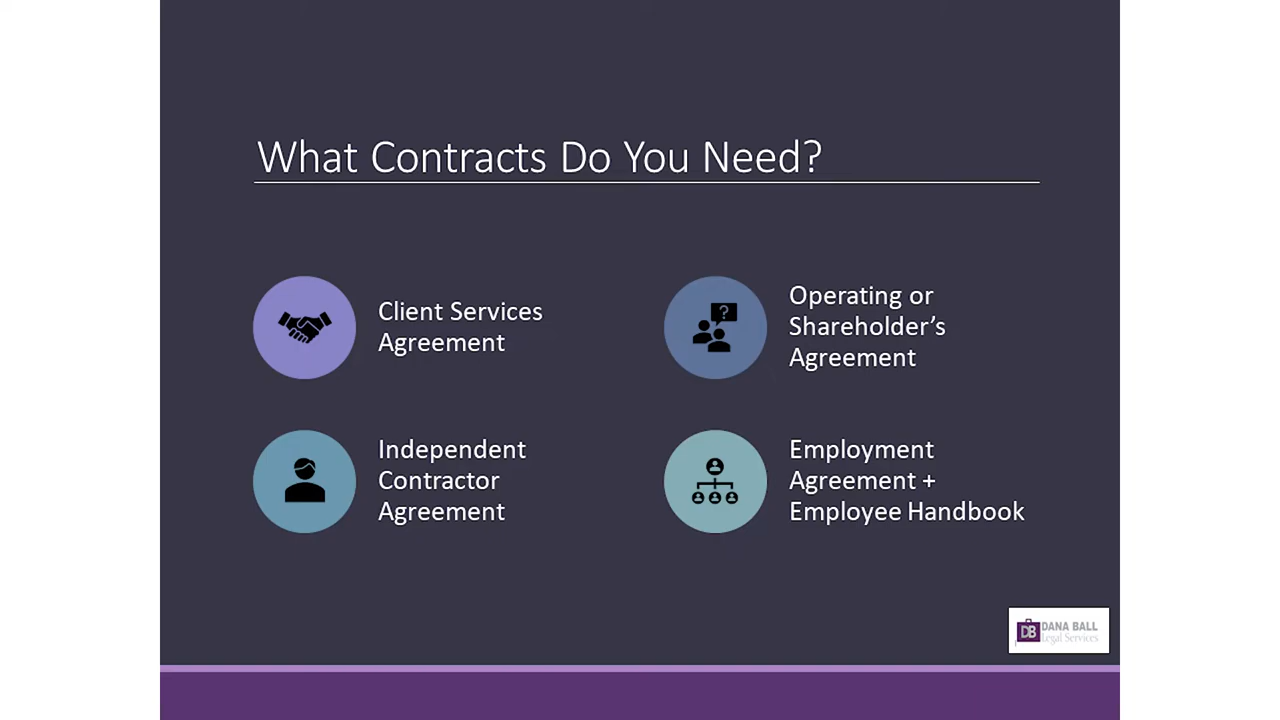 What Contracts Do You Need?
Client Services
Agreement
Operating or
Shareholder's
Agreement
Independent
Contractor
Agreement
Employment
Agreement +
Employee Handbook
?
DB DANA BALL
Legal Services